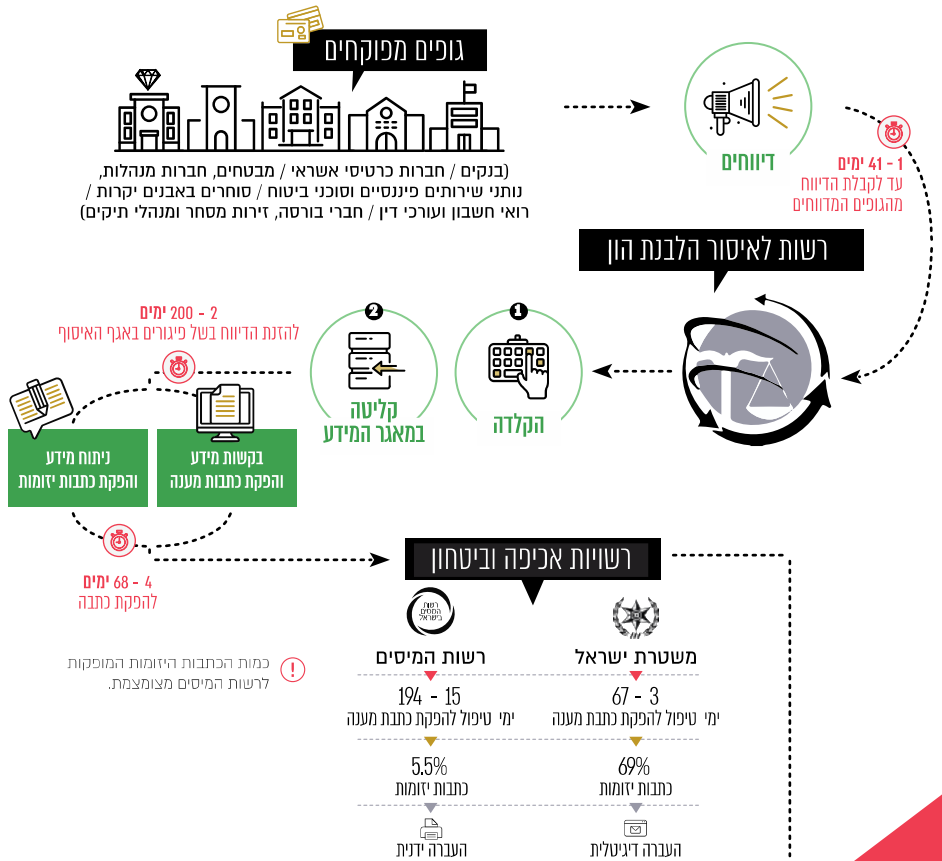 גופים מפוקחים
(בנקים / חברות כרטיסי אשראי / מבטחים, חברות מנהלות,
נותני שירותים פיננסיים וסוכני ביטוח / סוחרים באבנים יקרות /
רואי חשבון ועורכי דין / חברי בורסה, זירות מסחר ומנהלי תיקים)
דיווחים
1 - 41 ימים
עד לקבלת הדיווח
מהגופים המדווחים
רשות לאיסור הלבנת הון
1
הקלדה
2
קליטה
במאגר המידע
2 - 200 ימים
להזנת הדיווח בשל פיגורים באגף האיסוף
בקשות מידע
והפקת כתבות מענה
ניתוח מידע
והפקת כתבות יזומות
4 - 68 ימים
להפקת כתבה
רשויות אכיפה וביטחון
משטרת ישראל
3 - 67
ימי טיפול להפקת כתבת מענה
69%
כתבות יזומות
העברה דיגיטלית
רשות
המסים
בישראל
רשות המיסים
15 - 194
ימי טיפול להפקת כתבת מענה
5.5%
כתבות יזומות
העברה ידנית
! כמות הכתבות היזומות המופקות
לרשות המיסים מצומצמת.